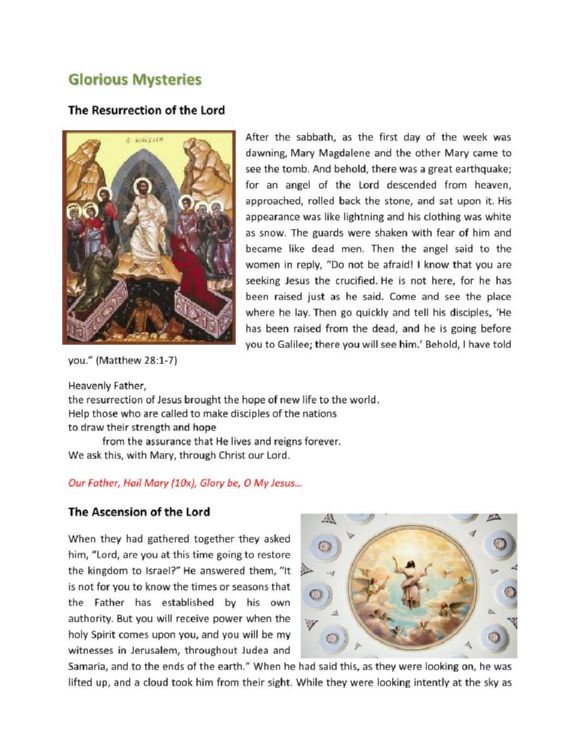 Glorious Mysteries
The Resurrection of the Lord
After the sabbath, as the first day of the week was
dawning, Mary Magdalene and the other Mary came to
see the tomb. And behold, there was a great earthquake;
for an angel of the Lord descended from heaven,
approached, rolled back the stone, and sat upon it. His
appearance was like lightning and his clothing was white
as snow. The guards were shaken with fear of him and
became like dead men. Then the angel said to the
women in reply, “Do not be afraid! I know that you are
seeking Jesus the crucified. He is not here, for he has
been raised just as he said. Come and see the place
where he lay. Then go quickly and tell his disciples, ‘He
has been raised from the dead, and he is going before
you to Galilee; there you will see him.’ Behold, I have told
you.” (Matthew 28:1-7)
Heavenly Father,
the resurrection of Jesus brought the hope of new life to the world.
Help those who are called to make disciples of the nations
to draw their strength and hope
from the assurance that He lives and reigns forever.
We ask this, with Mary, through Christ our Lord.
Our Father, Hail Mary (10x), Glory be, O My Jesus…
The Ascension of the Lord
When they had gathered together they asked
him, “Lord, are you at this time going to restore
the kingdom to Israel?” He answered them, “It
is not for you to know the times or seasons that
the Father has established by his own
authority. But you will receive power when the
holy Spirit comes upon you, and you will be my
witnesses in Jerusalem, throughout Judea and
Samaria, and to the ends of the earth.” When he had said this, as they were looking on, he was
lifted up, and a cloud took him from their sight. While they were looking intently at the sky as